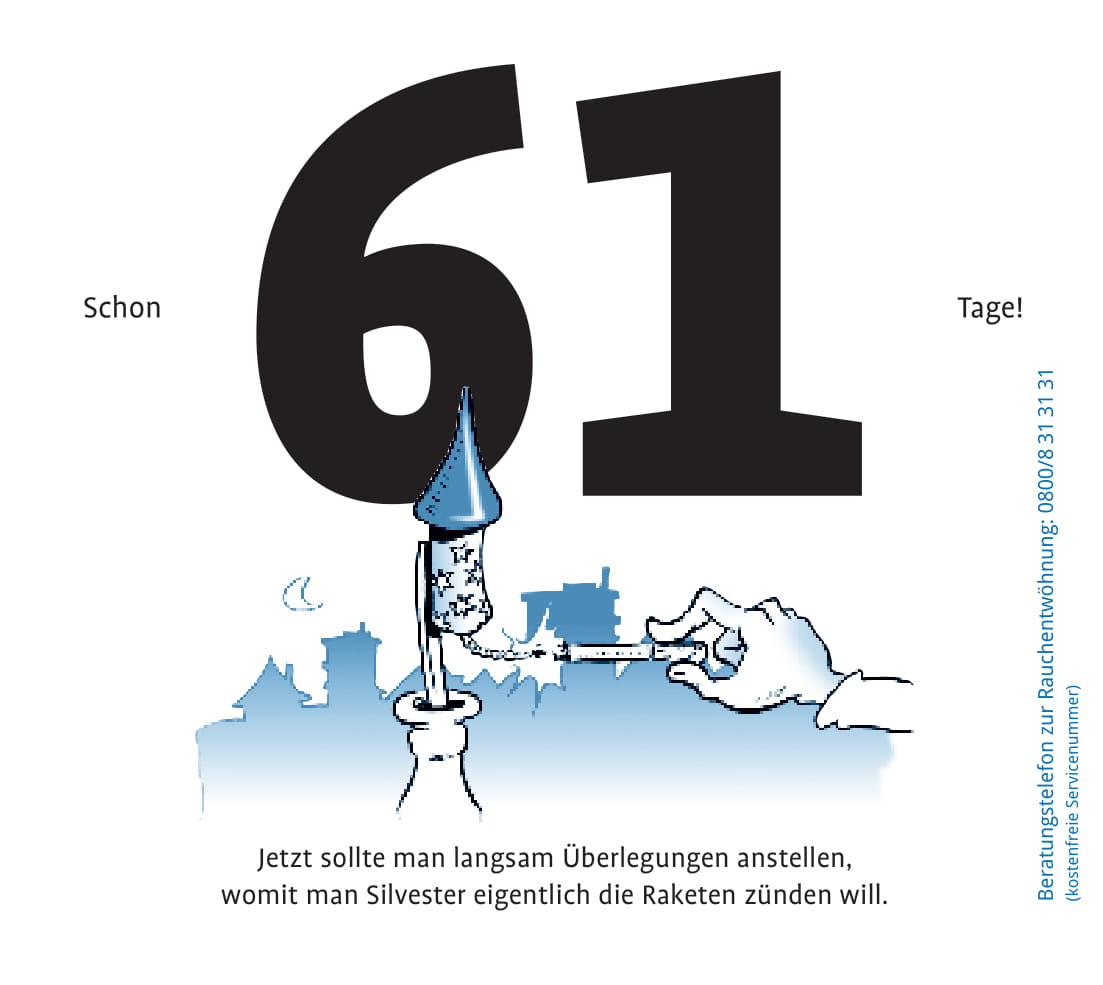 Schon
61
Tage!
Jetzt sollte man langsam Überlegungen anstellen,
womit man Silvester eigentlich die Raketen zünden will.
Beratungstelefon zur Rauchentwöhnung: 0800/8 31 31 31
(kostenfreie Servicenummer)